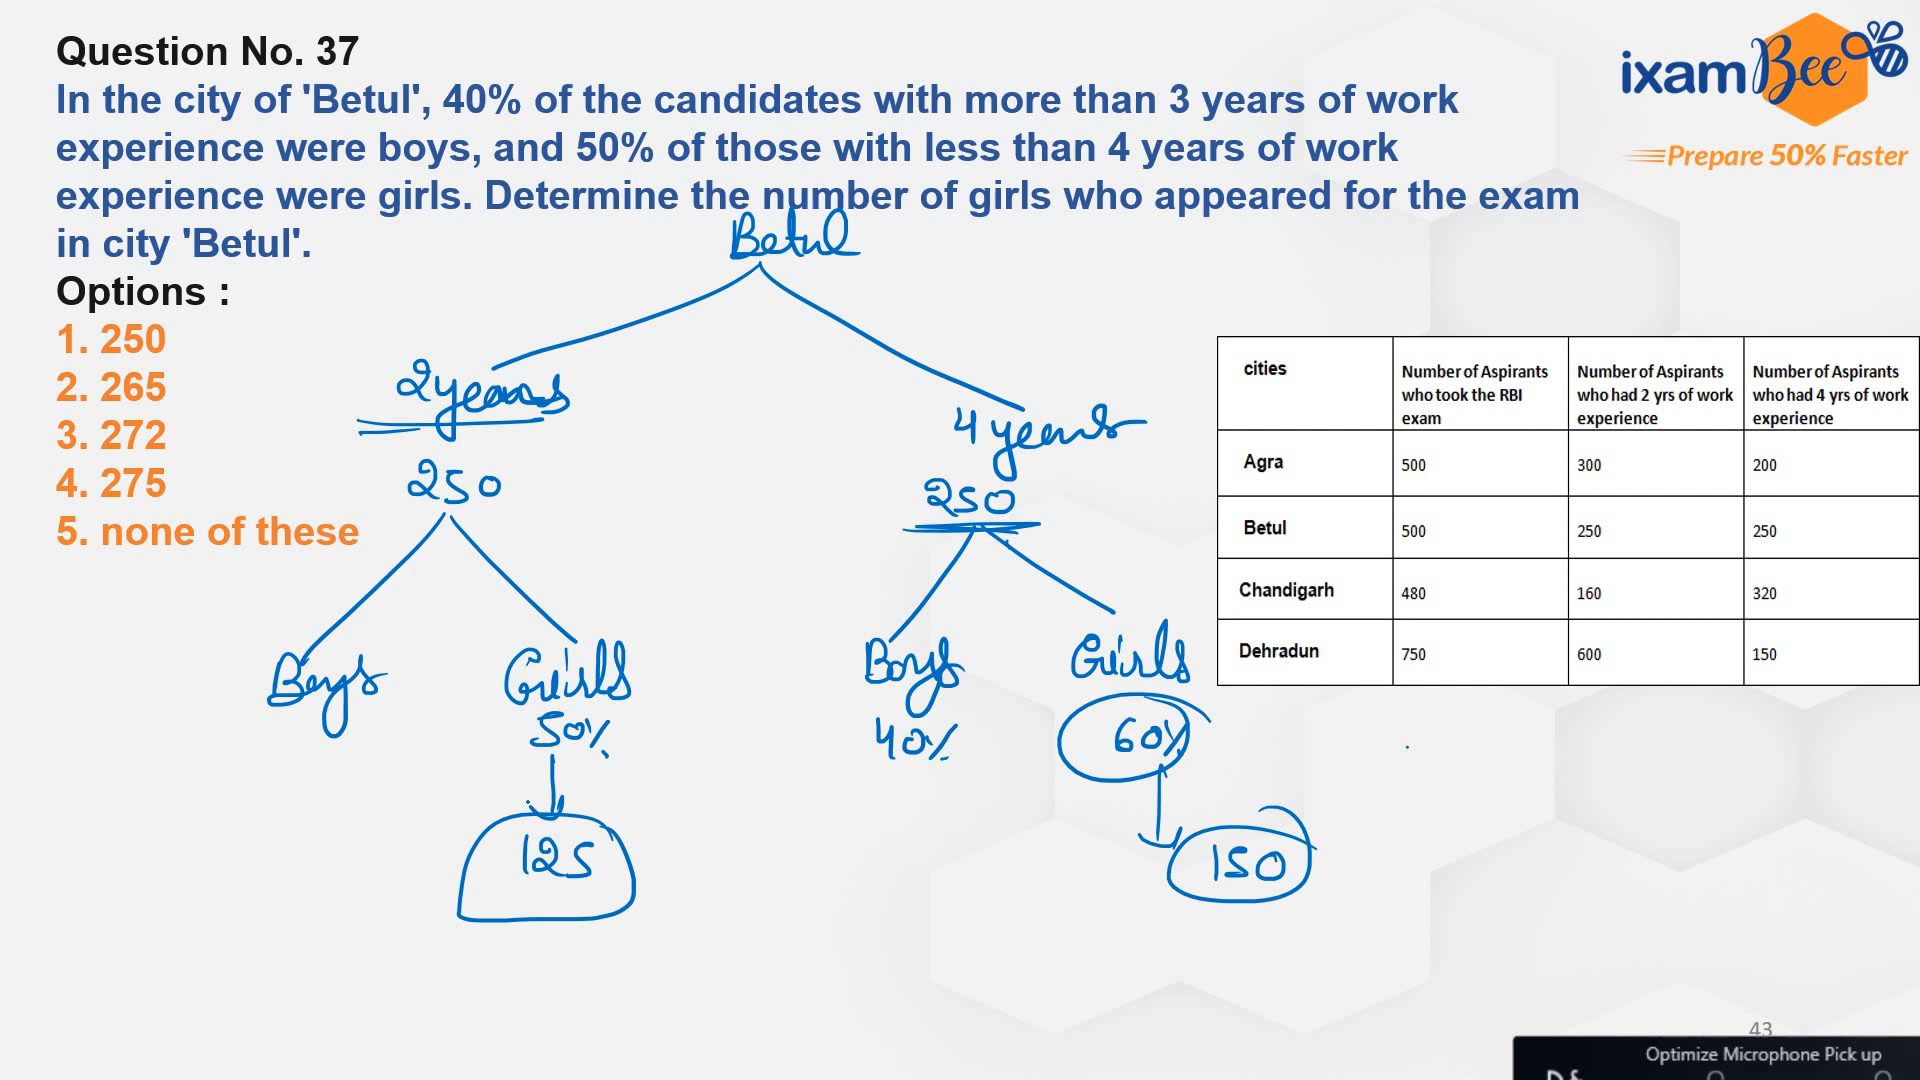 Question No. 37
In the city of 'Betul', 40% of the candidates with more than 3 years of work
experience were boys, and 50% of those with less than 4 years of work
experience were girls. Determine the number of girls who appeared for the exam
in city 'Betul'.
Options :
1. 250
2. 265
3. 272
4. 275
5. none of these
ixamBee
Prepare 50% Faster
Betul
2 years
4 years
250
250
Boys
Girls
50%
125
Boys
40%
Girls
60%
150
cities
Number of Aspirants who took the RBI exam
Number of Aspirants who had 2 yrs of work experience
Number of Aspirants who had 4 yrs of work experience
Agra 500 300 200
Betul 500 250 250
Chandigarh 480 160 320
Dehradun 750 600 150
43
Optimize Microphone Pick up